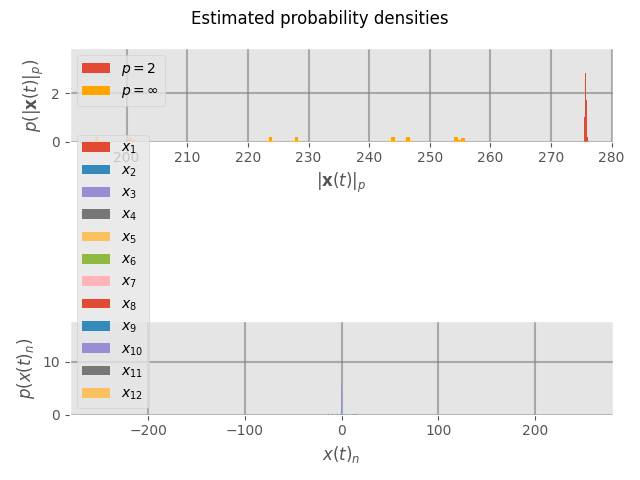 Estimated probability densities
p(|x(t)|ₚ)
2
0
p = 2
p = ∞
200 210 220 230 240 250 260 270 280
|x(t)|ₚ
x₁
x₂
x₃
x₄
x₅
x₆
x₇
x₈
x₉
x₁₀
x₁₁
x₁₂
p(x(t)ₙ)
10
0
−200 −100 0 100 200
x(t)ₙ